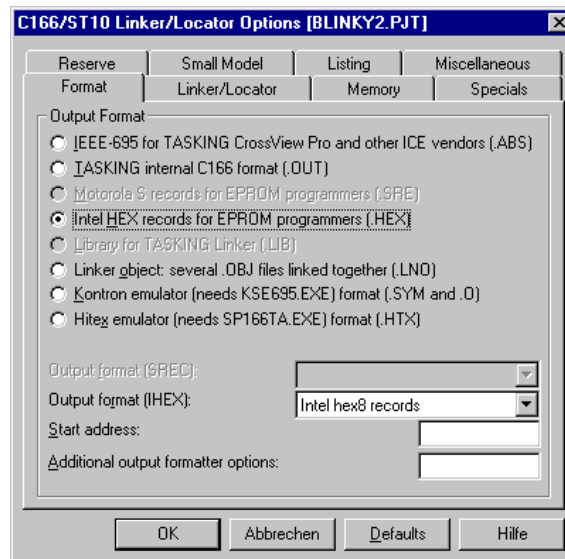 C166/ST10 Linker/Locator Options [BLINKY2.PJT]
Reserve Small Model Listing Miscellaneous
Format Linker/Locator Memory Specials
Output Format
IEEE-695 for TASKING CrossView Pro and other ICE vendors (.ABS)
TASKING internal C166 format (.OUT)
Motorola S records for EPROM programmers (.SRE)
Intel HEX records for EPROM programmers (.HEX)
Library for TASKING Linker (.LIB)
Linker object: several .OBJ files linked together (.LNO)
Kontron emulator (needs KSE695.EXE) format (.SYM and .O)
Hitex emulator (needs SP166TA.EXE) format (.HTX)
Output format (SREC):
Output format (IHEX): Intel hex8 records
Start address:
Additional output formatter options:
OK Abbrechen Defaults Hilfe